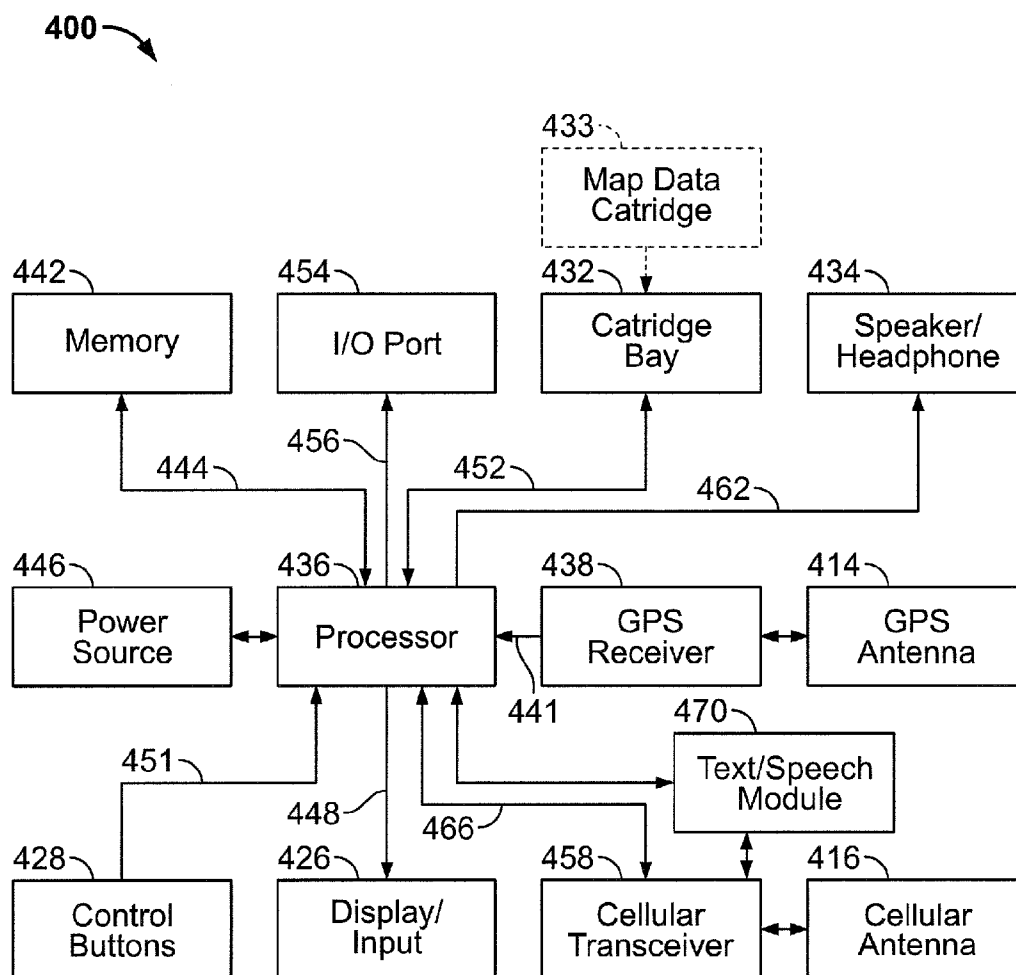 400
433
Map Data
Catridge
442
454
432
434
Memory
I/O Port
Catridge
Bay
Speaker/
Headphone
444
456
452
462
446
436
438
414
Power
Source
Processor
GPS
Receiver
GPS
Antenna
441
470
451
448
466
Text/Speech
Module
428
426
458
416
Control
Buttons
Display/
Input
Cellular
Transceiver
Cellular
Antenna